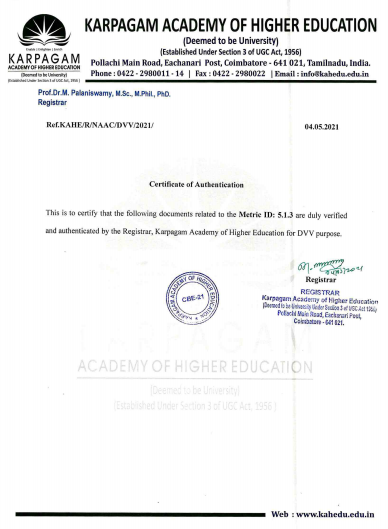 KARPAGAM ACADEMY OF HIGHER EDUCATION
(Deemed to be University)
(Established Under Section 3 of UGC Act, 1956)
Pollachi Main Road, Eachanari Post, Coimbatore - 641 021, Tamilnadu, India.
Phone : 0422 - 2980011 - 14 | Fax : 0422 - 2980022 | Email : info@kahedu.edu.in
KARPAGAM
ACADEMY OF HIGHER EDUCATION
(Deemed to be University)
(Established Under Section 3 of UGC Act, 1956)
Prof.Dr.M. Palaniswamy, M.Sc., M.Phil., PhD.
Registrar
Ref.KAHE/R/NAAC/DVV/2021/
04.05.2021
Certificate of Authentication
This is to certify that the following documents related to the Metric ID: 5.1.3 are duly verified
and authenticated by the Registrar, Karpagam Academy of Higher Education for DVV purpose.
Registrar
REGISTRAR
Karpagam Academy of Higher Education
(Deemed to be University Under Section 3 of UGC Act 1956)
Pollachi Main Road, Eachanari Post,
Coimbatore - 641 021.
KARPAGAM ACADEMY OF HIGHER EDUCATION
CBE-21
KARPAGAM
ACADEMY OF HIGHER EDUCATION
(Deemed to be University)
(Established Under Section 3 of UGC Act, 1956 )
Web : www.kahedu.edu.in